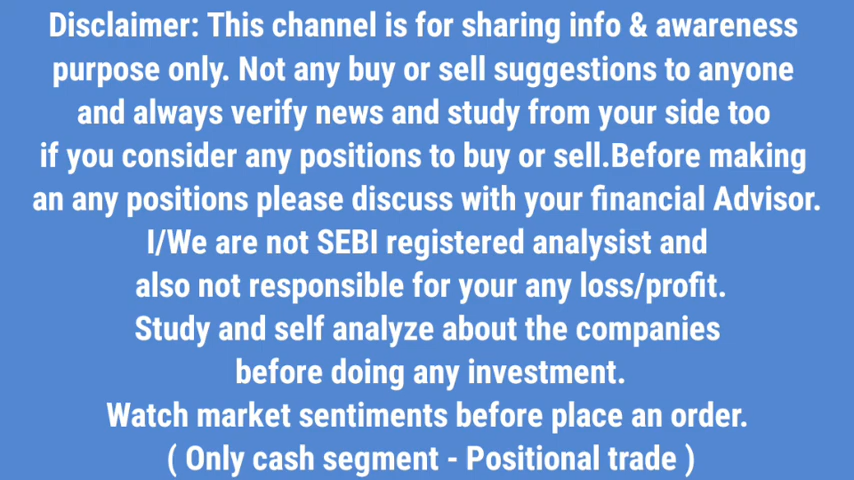 Disclaimer: This channel is for sharing info & awareness
purpose only. Not any buy or sell suggestions to anyone
and always verify news and study from your side too
if you consider any positions to buy or sell.Before making
an any positions please discuss with your financial Advisor.
I/We are not SEBI registered analysist and
also not responsible for your any loss/profit.
Study and self analyze about the companies
before doing any investment.
Watch market sentiments before place an order.
( Only cash segment - Positional trade )